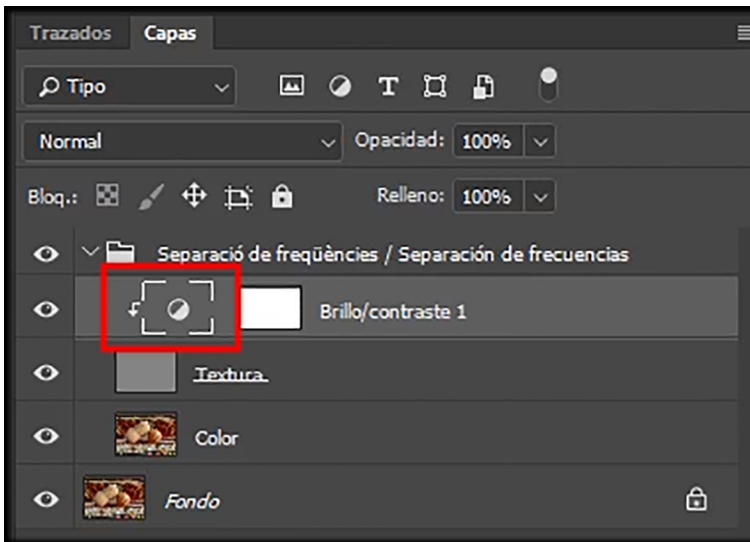 Trazados Capas
Tipo
Normal Opacidad: 100%
Bloq.: Relleno: 100%
Separació de freqüències / Separación de frecuencias
Brillo/contraste 1
Textura
Color
Fondo